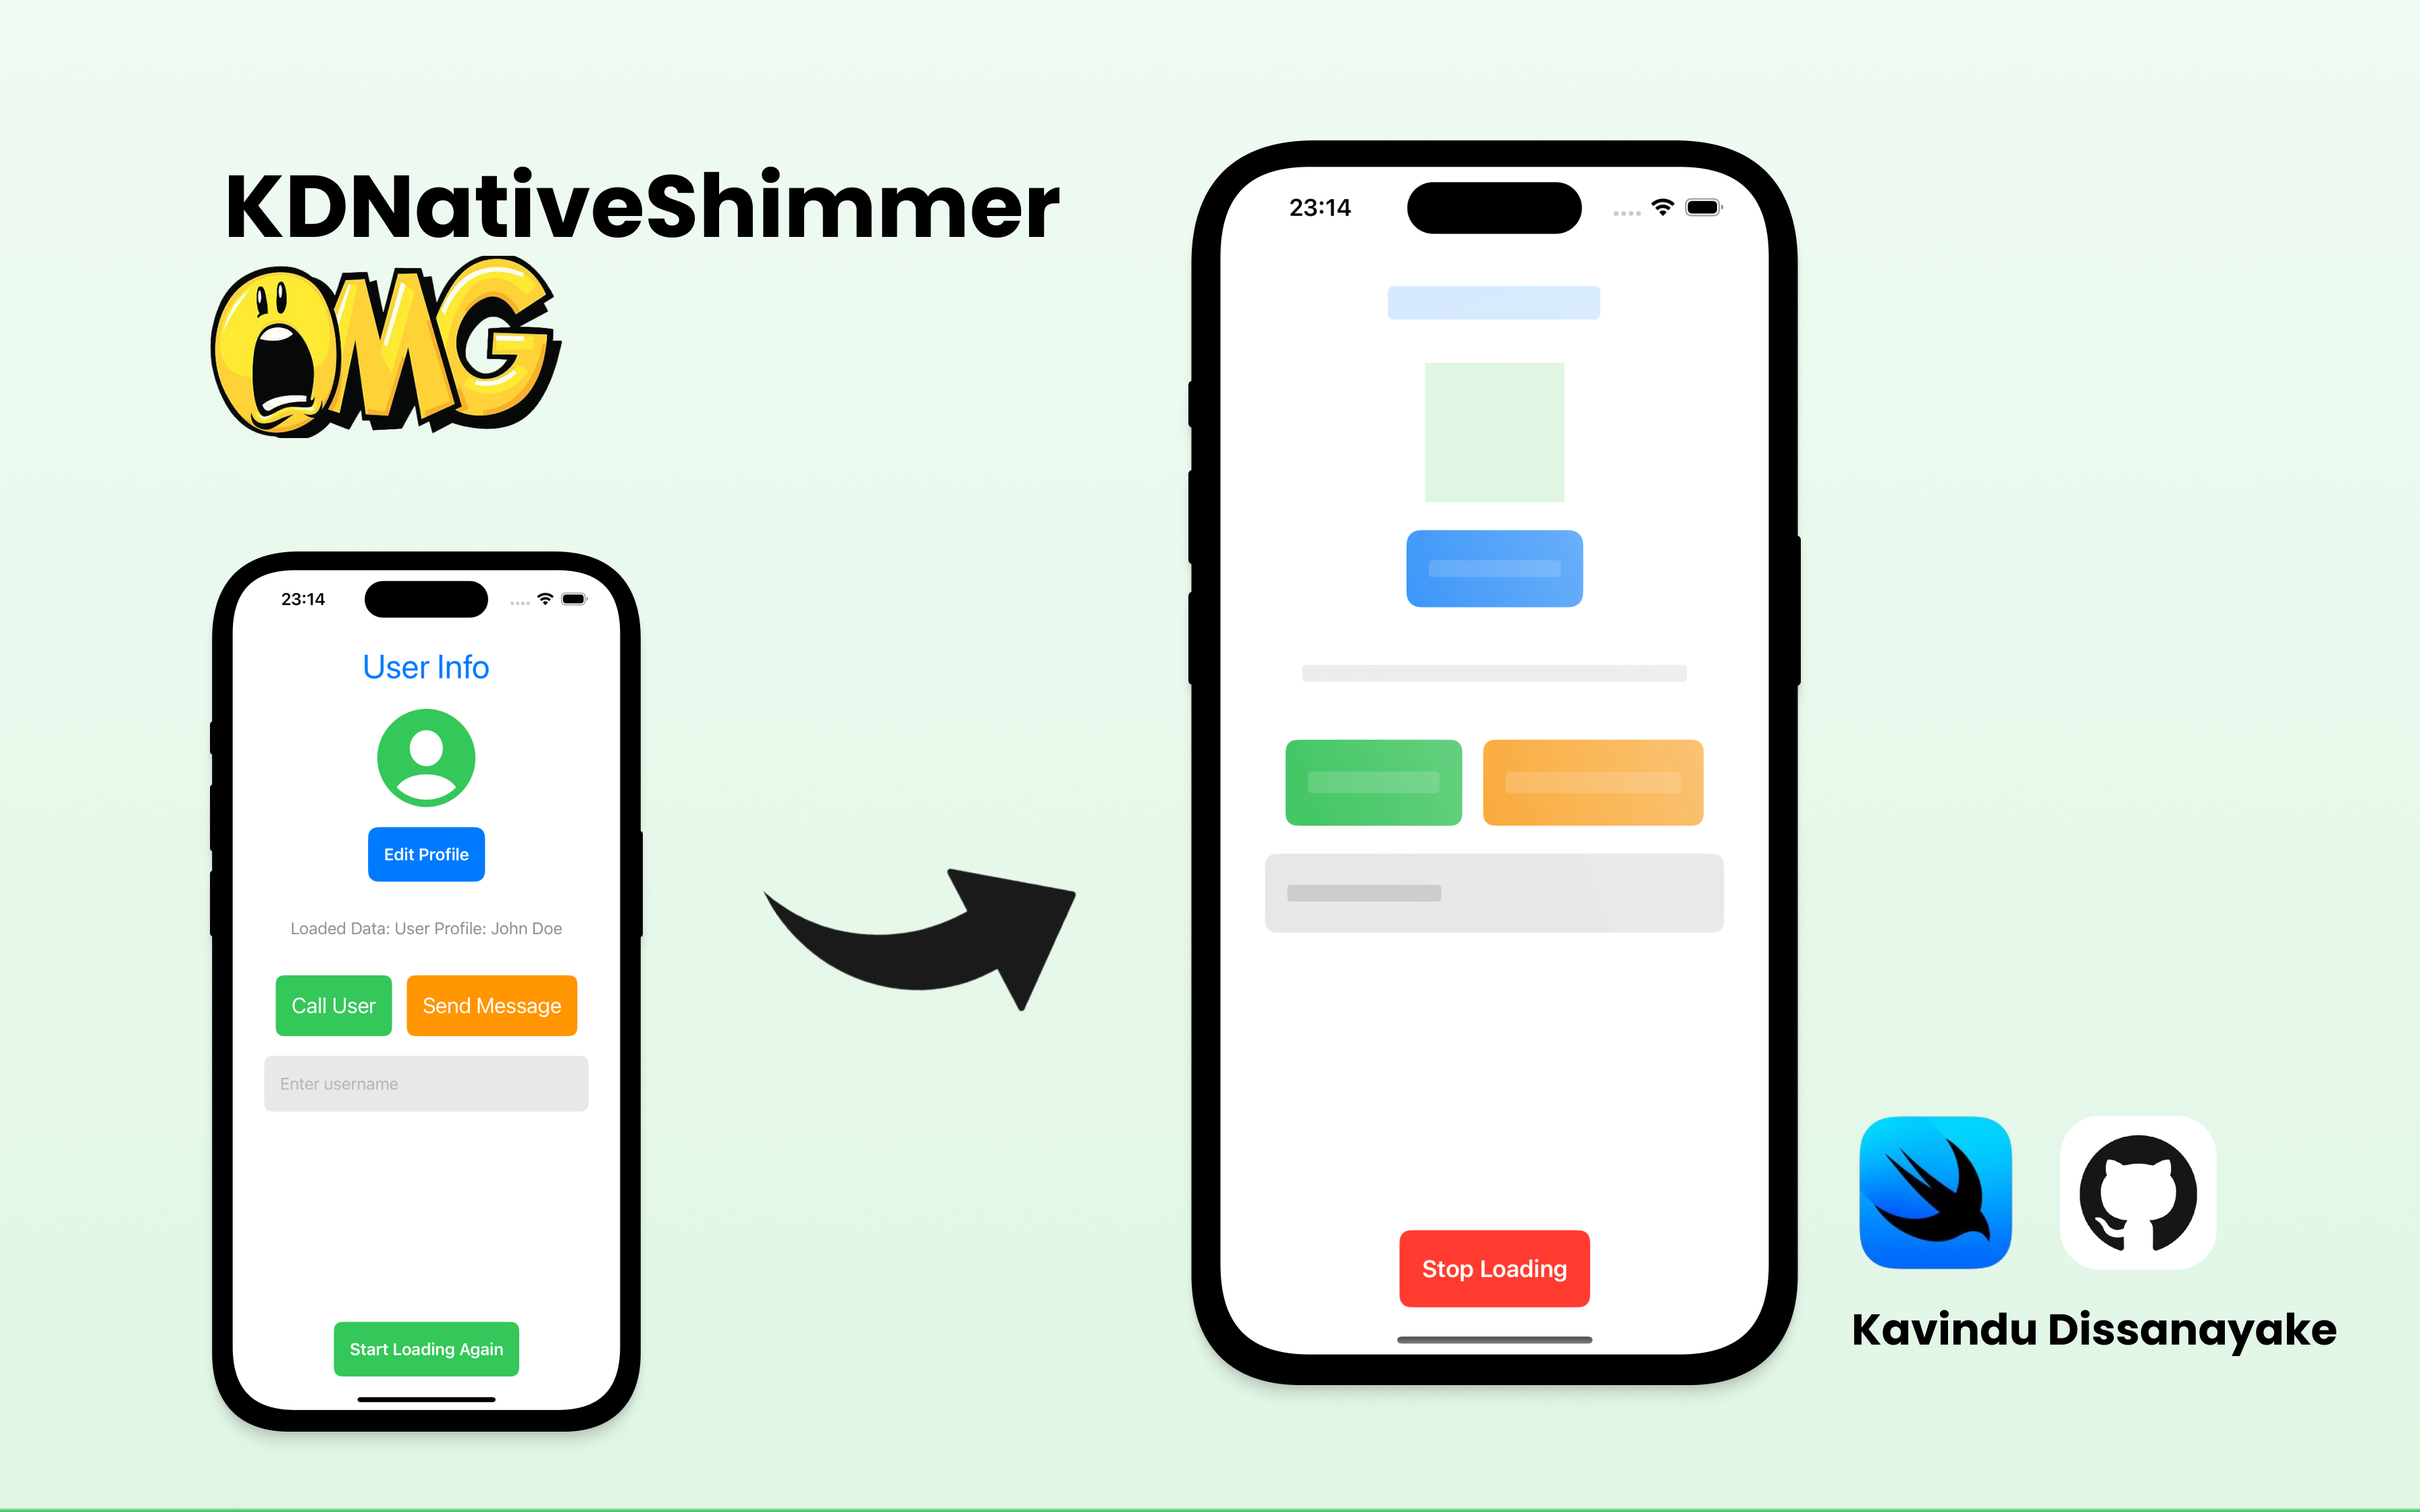 KDNativeShimmer
OMG
23:14
User Info
Edit Profile
Loaded Data: User Profile: John Doe
Call User
Send Message
Enter username
Start Loading Again
23:14
Stop Loading
Kavindu Dissanayake